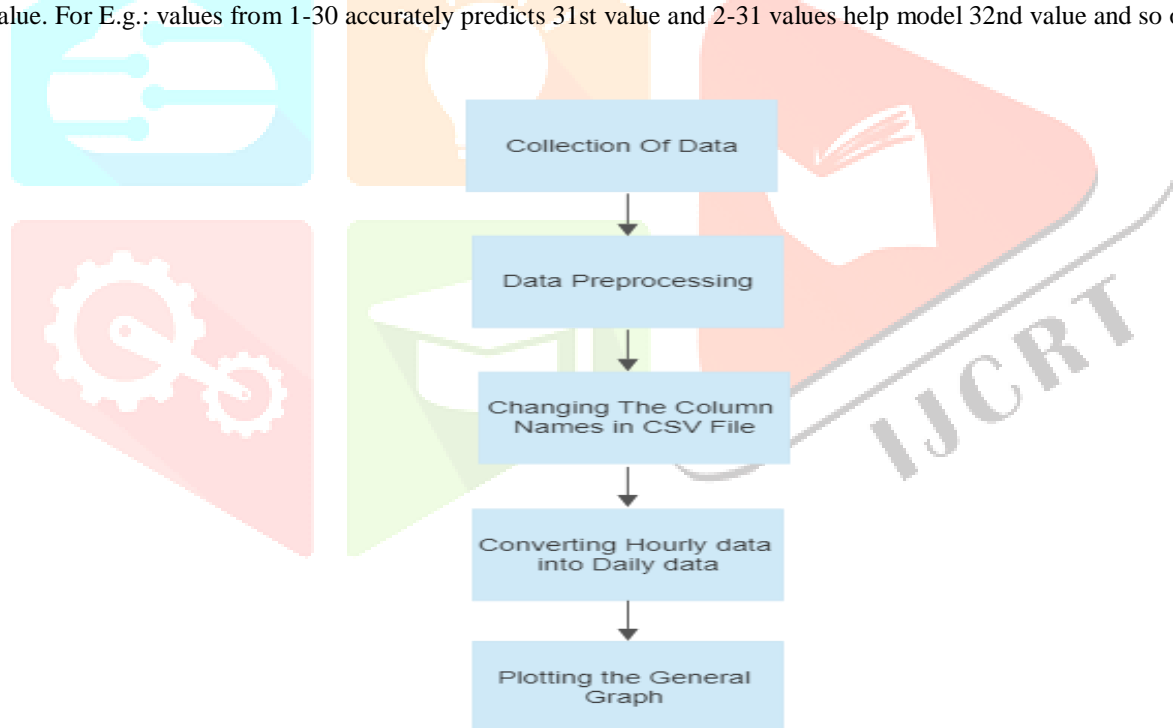 alue. For E.g.: values from 1-30 accurately predicts 31st value and 2-31 values help model 32nd value and so
Collection Of Data
Data Preprocessing
Changing The Column
Names in CSV File
IJCRT
Converting Hourly data
into Daily data
Plotting the General
Graph